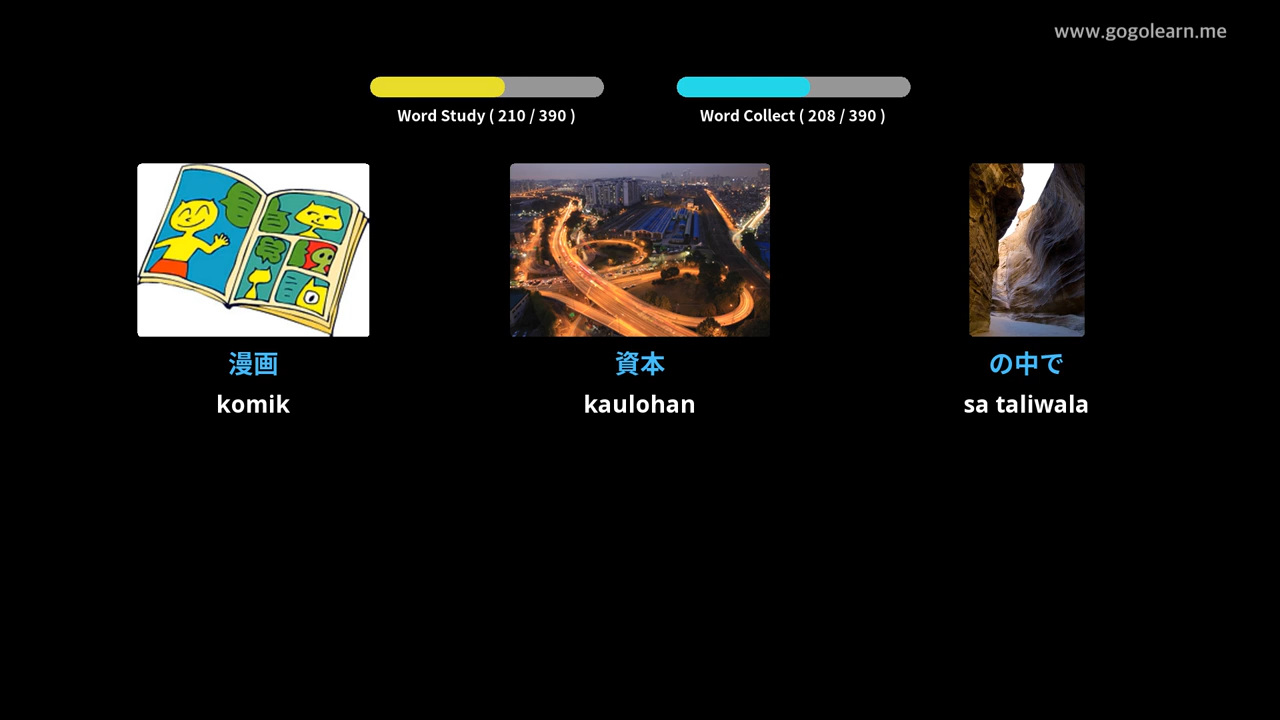 www.gogolearn.me
Word Study ( 210 / 390 )
Word Collect ( 208 / 390 )
漫画
資本
の中で
komik
kaulohan
sa taliwala